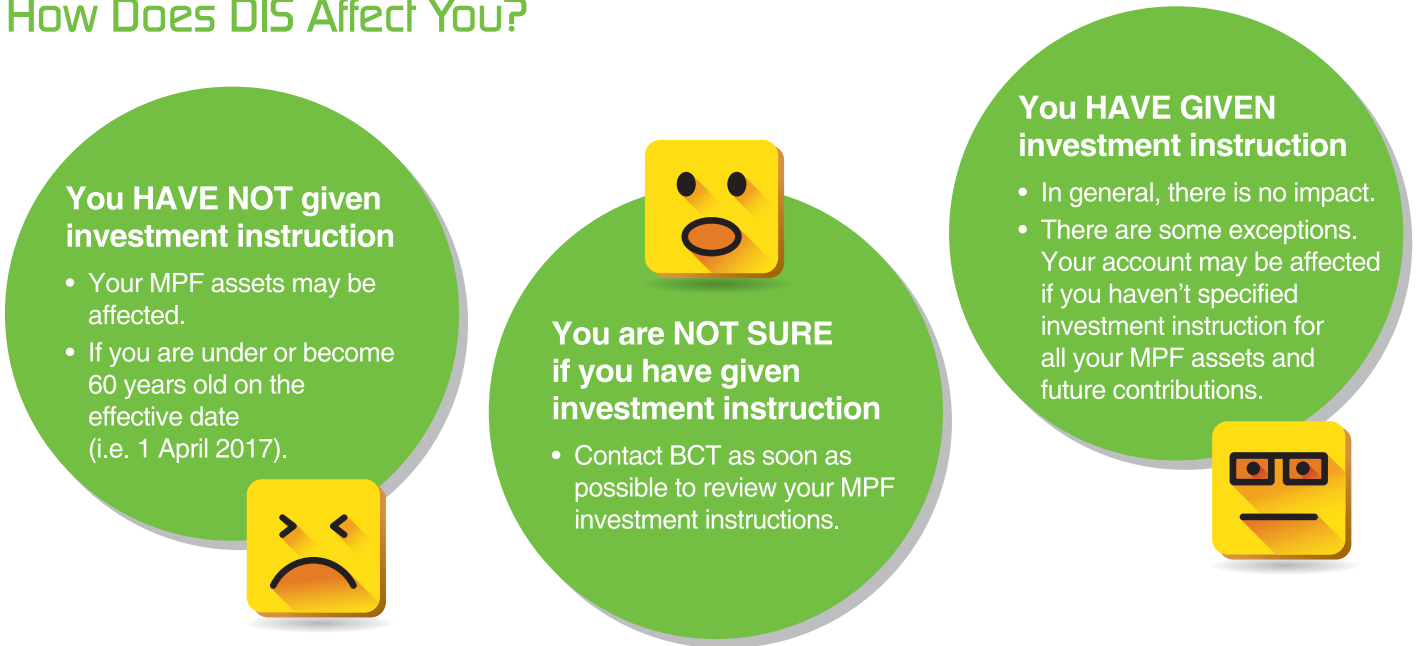 How Does DIS Affect You?
You HAVE NOT given
investment instruction
• Your MPF assets may be
affected.
• If you are under or become
60 years old on the
effective date
(i.e. 1 April 2017).
You are NOT SURE
if you have given
investment instruction
• Contact BCT as soon as
possible to review your MPF
investment instructions.
You HAVE GIVEN
investment instruction
• In general, there is no impact.
• There are some exceptions.
Your account may be affected
if you haven’t specified
investment instruction for
all your MPF assets and
future contributions.